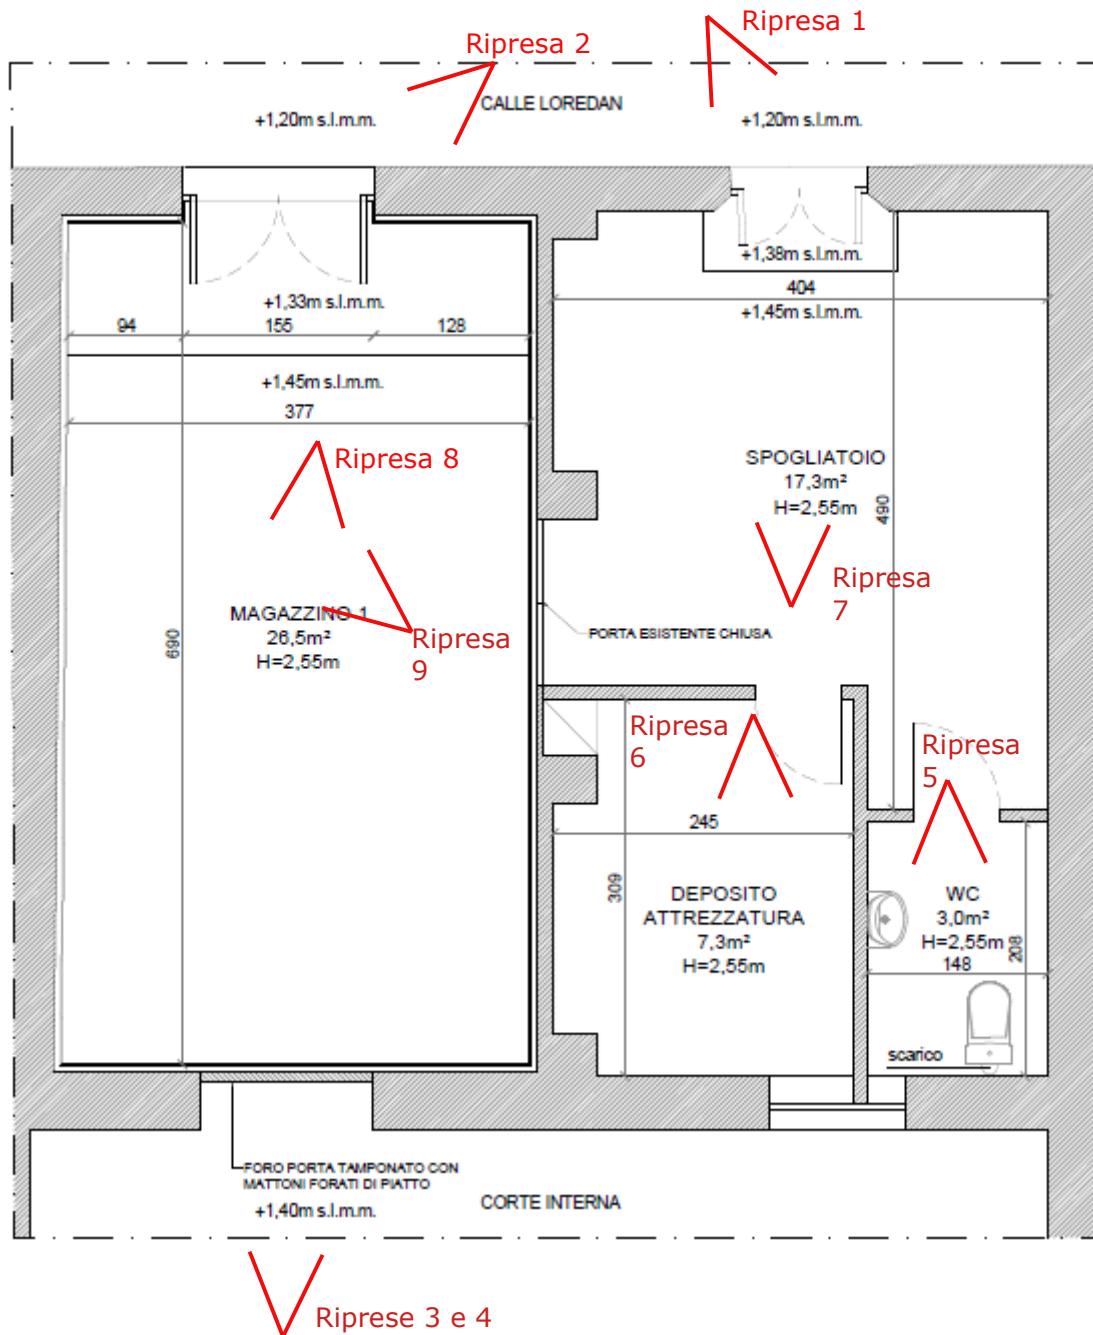 Ripresa 1
Ripresa 2
CALLE LOREDAN
+1,20m s.l.m.m.
+1,20m s.l.m.m.
+1,38m s.l.m.m.
404
+1,45m s.l.m.m.
+1,33m s.l.m.m.
94
155
128
+1,45m s.l.m.m.
377
Ripresa 8
SPOGLIATOIO
17,3m²
H=2,55m
490
Ripresa
7
MAGAZZINO 1
26,5m²
H=2,55m
690
Ripresa
9
PORTA ESISTENTE CHIUSA
Ripresa
6
Ripresa
5
245
309
DEPOSITO
ATTREZZATURA
7,3m²
H=2,55m
WC
3,0m²
H=2,55m
208
148
scarico
FORO PORTA TAMPONATO CON
MATTONI FORATI DI PIATTO
+1,40m s.l.m.m.
CORTE INTERNA
Riprese 3 e 4